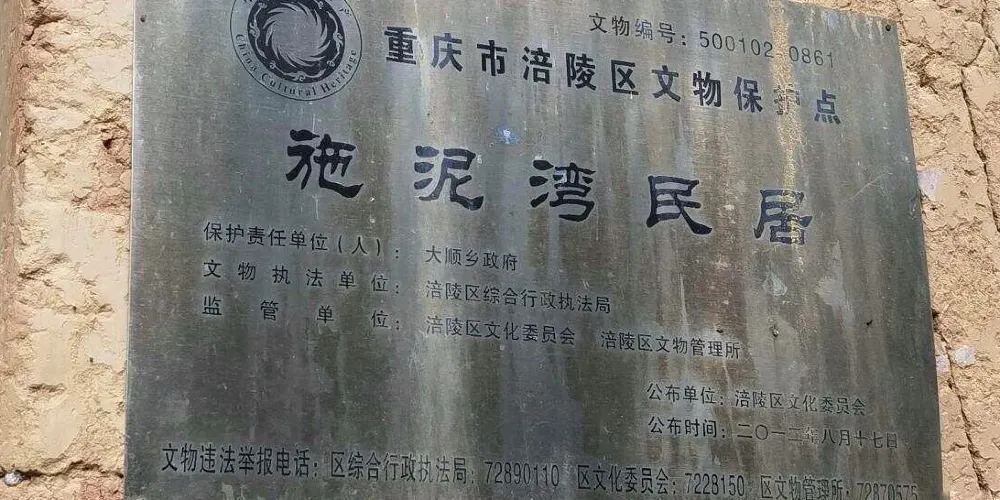 China Cultural Heritage
文物编号：500102-0861
重庆市涪陵区文物保护点
施泥湾民居
保护责任单位(人)：大顺乡政府
文物执法单位：涪陵区综合行政执法局
监管单位：涪陵区文化委员会 涪陵区文物管理所
公布单位：涪陵区文化委员会
公布时间：二〇一二年八月十七日
文物违法举报电话：区综合行政执法局：72890110 区文化委员会：7228150 区文物管理所：72870575